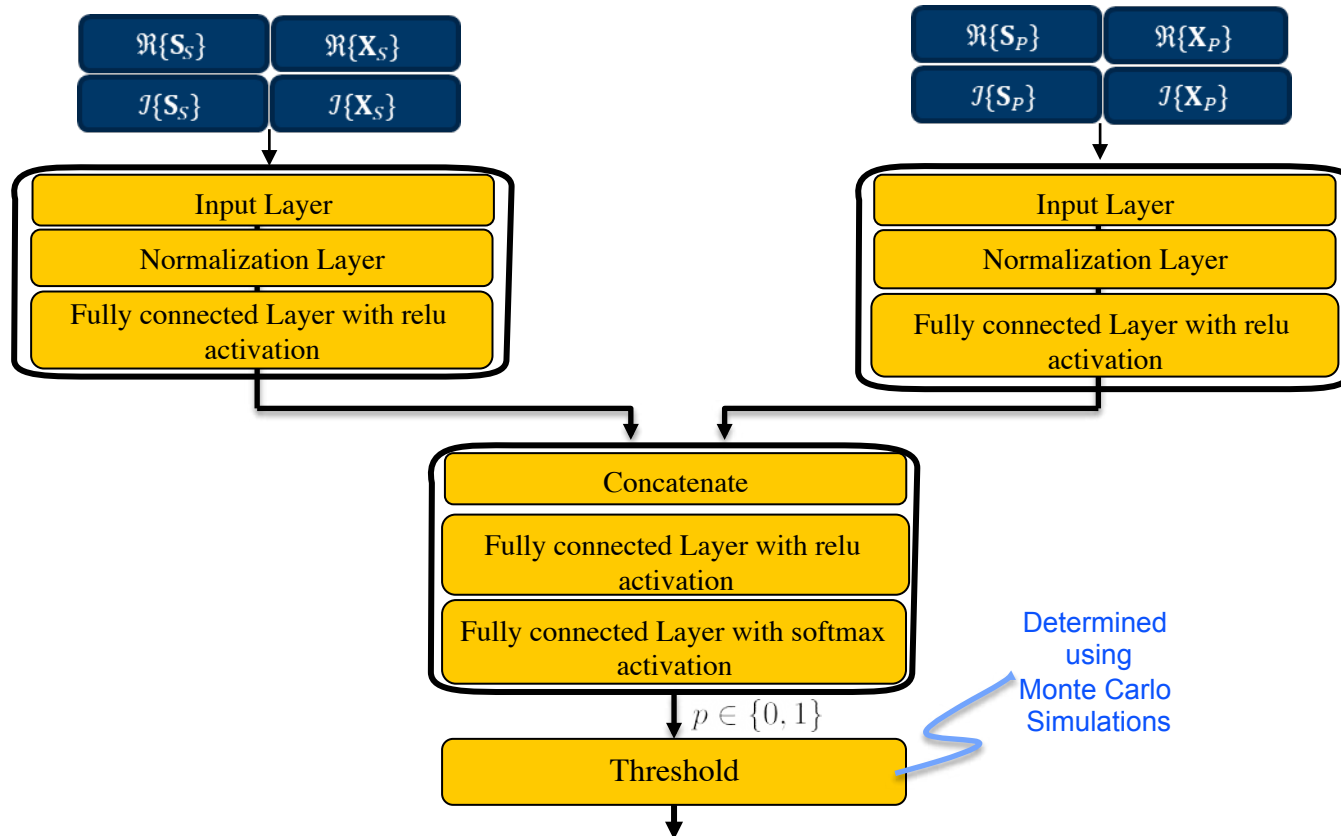 ℜ{S_S} ℜ{X_S}
ℐ{S_S} ℐ{X_S}
ℜ{S_P} ℜ{X_P}
ℐ{S_P} ℐ{X_P}
Input Layer
Normalization Layer
Fully connected Layer with relu
activation
Input Layer
Normalization Layer
Fully connected Layer with relu
activation
Concatenate
Fully connected Layer with relu
activation
Fully connected Layer with softmax
activation
p ∈ {0, 1}
Threshold
Determined
using
Monte Carlo
Simulations